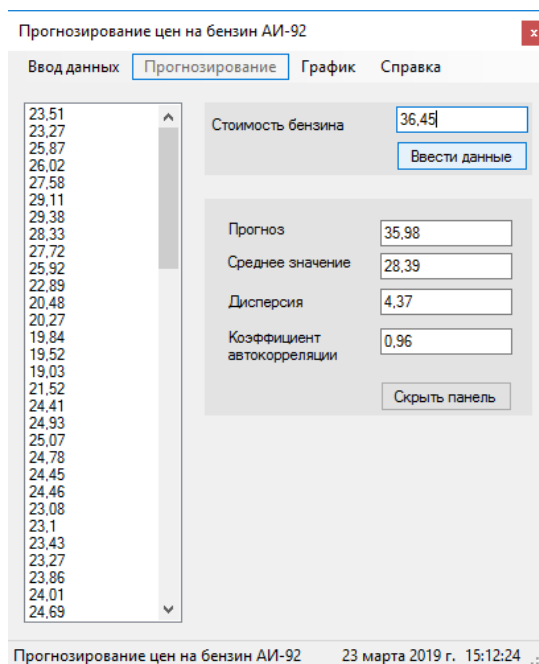 Прогнозирование цен на бензин АИ-92
x
Ввод данных Прогнозирование График Справка
23,51
23,27
25,87
26,02
27,58
29,11
29,38
28,33
27,72
25,92
22,89
20,48
20,27
19,84
19,52
19,03
21,52
24,41
24,93
25,07
24,78
24,45
24,46
23,08
23,1
23,43
23,27
23,86
24,01
24,69
Стоимость бензина 36,45
Ввести данные
Прогноз 35,98
Среднее значение 28,39
Дисперсия 4,37
Коэффициент
автокорреляции 0,96
Скрыть панель
Прогнозирование цен на бензин АИ-92 23 марта 2019 г. 15:12:24